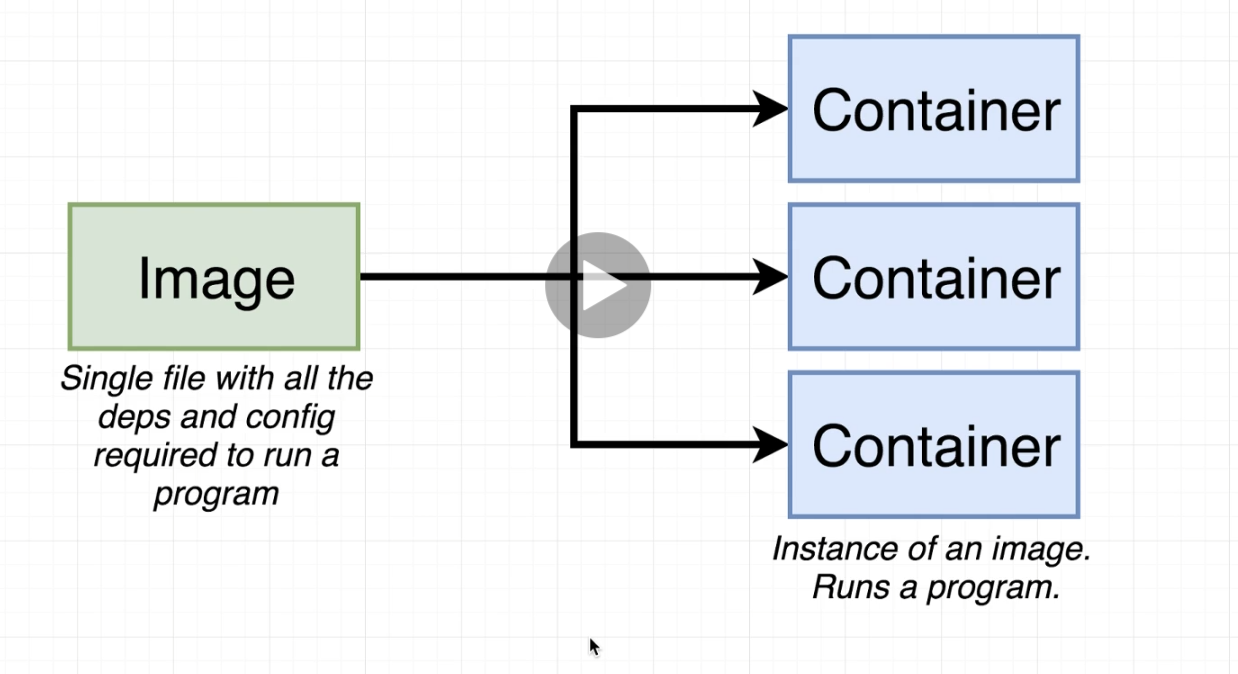 Container
Image
Container
Single file with all the
deps and config
required to run a
program
Container
Instance of an image.
Runs a program.